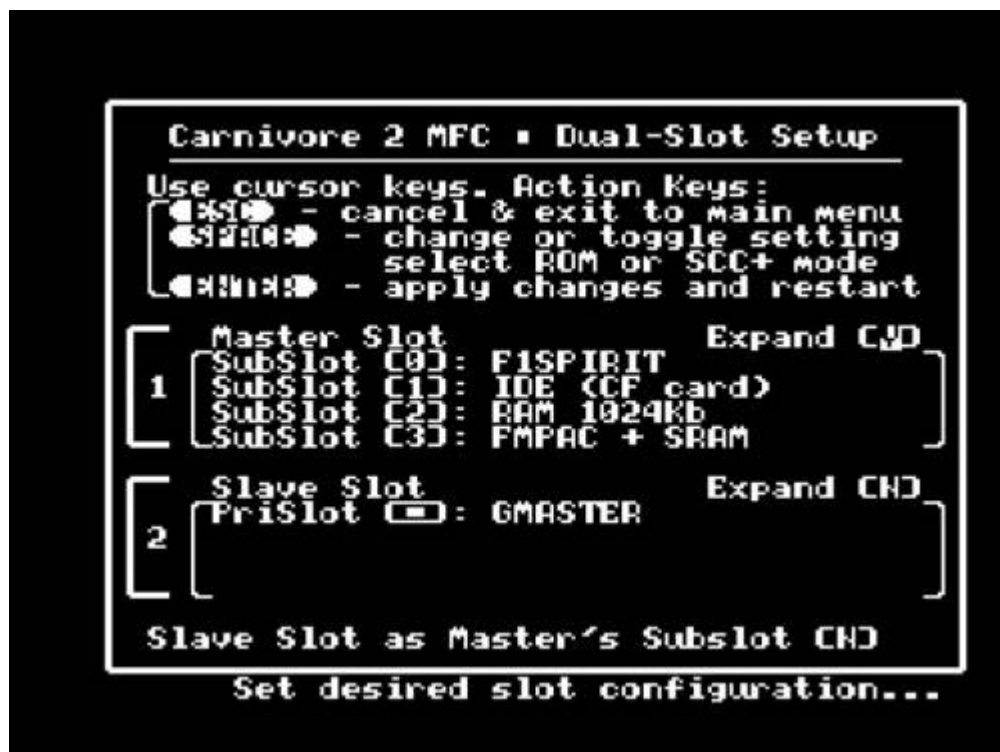 Carnivore 2 MFC ▪ Dual-Slot Setup
Use cursor keys. Action Keys:
ESC - cancel & exit to main menu
SPACE - change or toggle setting
select ROM or SCC+ mode
ENTER - apply changes and restart
Master Slot Expand [Y]
1
SubSlot [0]: F1SPIRIT
SubSlot [1]: IDE (CF card)
SubSlot [2]: RAM 1024Kb
SubSlot [3]: FMPAC + SRAM
Slave Slot Expand [N]
2
PriSlot [▪]: GMASTER
Slave Slot as Master's Subslot [N]
Set desired slot configuration...